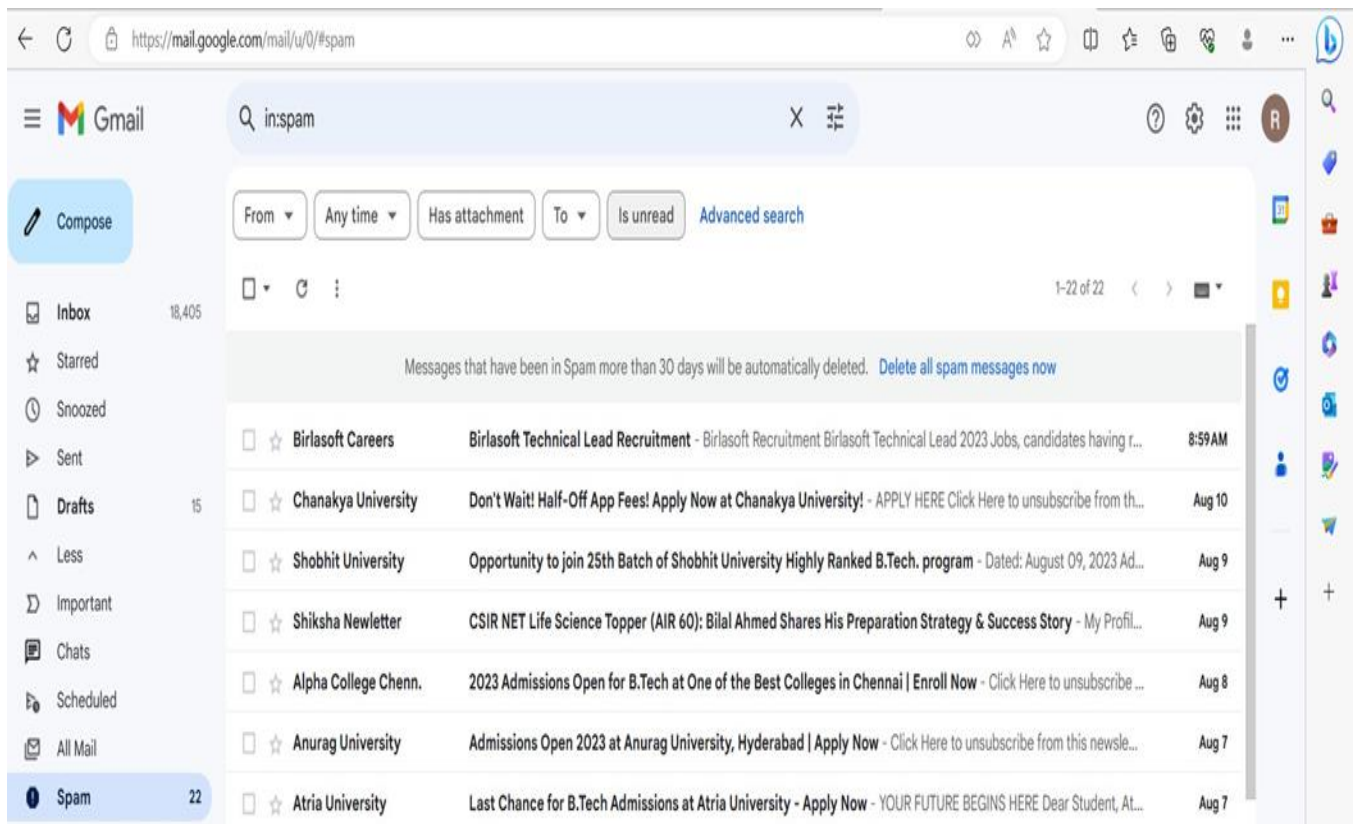 https://mail.google.com/mail/u/0/#spam
Gmail
in:spam
R
Compose
From Any time Has attachment To Is unread Advanced search
1–22 of 22
Messages that have been in Spam more than 30 days will be automatically deleted. Delete all spam messages now
Inbox 18,405
Starred
Snoozed
Sent
Drafts 15
Less
Important
Chats
Scheduled
All Mail
Spam 22
Birlasoft Careers Birlasoft Technical Lead Recruitment - Birlasoft Recruitment Birlasoft Technical Lead 2023 Jobs, candidates having r... 8:59 AM
Chanakya University Don't Wait! Half-Off App Fees! Apply Now at Chanakya University! - APPLY HERE Click Here to unsubscribe from th... Aug 10
Shobhit University Opportunity to join 25th Batch of Shobhit University Highly Ranked B.Tech. program - Dated: August 09, 2023 Ad... Aug 9
Shiksha Newletter CSIR NET Life Science Topper (AIR 60): Bilal Ahmed Shares His Preparation Strategy & Success Story - My Profil... Aug 9
Alpha College Chenn. 2023 Admissions Open for B.Tech at One of the Best Colleges in Chennai | Enroll Now - Click Here to unsubscribe ... Aug 8
Anurag University Admissions Open 2023 at Anurag University, Hyderabad | Apply Now - Click Here to unsubscribe from this newsle... Aug 7
Atria University Last Chance for B.Tech Admissions at Atria University - Apply Now - YOUR FUTURE BEGINS HERE Dear Student, At... Aug 7